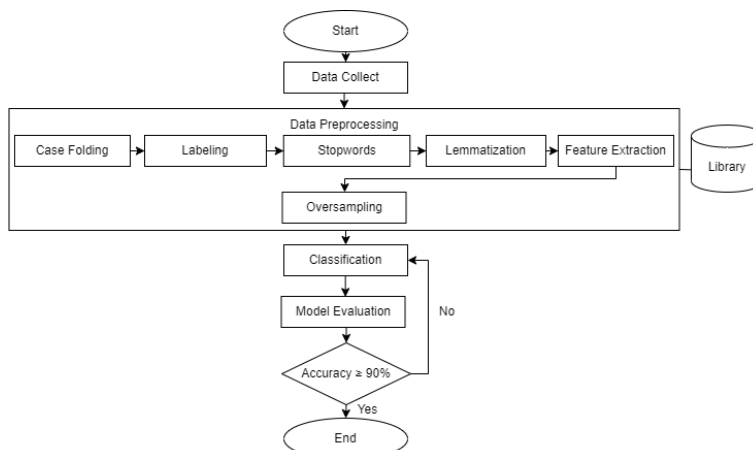 Start
Data Collect
Data Preprocessing
Case Folding
Labeling
Stopwords
Lemmatization
Feature Extraction
Library
Oversampling
Classification
Model Evaluation
No
Accuracy ≥ 90%
Yes
End